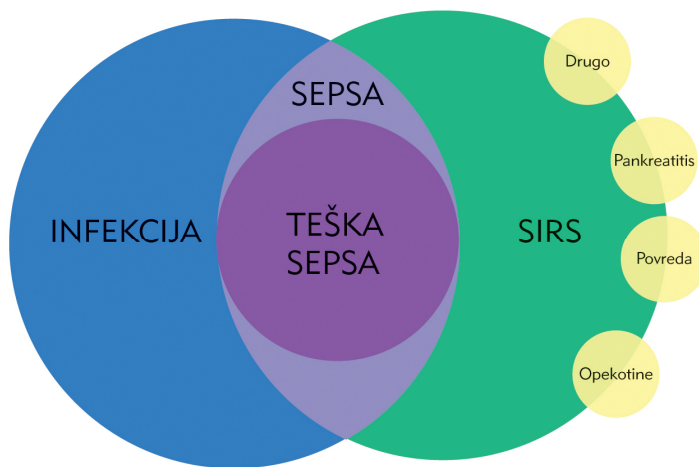 Drugo
SEPSA
Pankreatitis
INFEKCIJA
TEŠKA
SEPSA
SIRS
Povreda
Opekotine